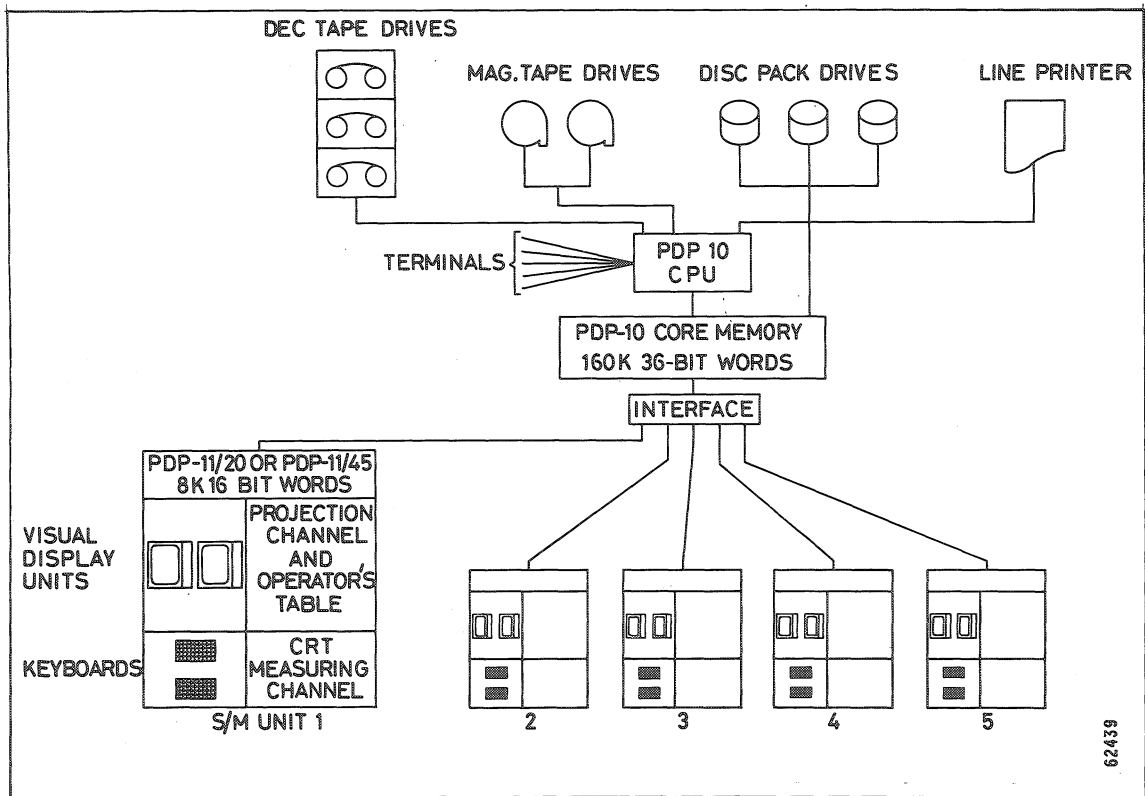 DEC TAPE DRIVES
MAG.TAPE DRIVES
DISC PACK DRIVES
LINE PRINTER
TERMINALS
PDP 10
CPU
PDP-10 CORE MEMORY
160K 36-BIT WORDS
INTERFACE
PDP-11/20 OR PDP-11/45
8K 16 BIT WORDS
VISUAL
DISPLAY
UNITS
PROJECTION
CHANNEL
AND
OPERATOR'S
TABLE
KEYBOARDS
CRT
MEASURING
CHANNEL
S/M UNIT 1
2
3
4
5
62439